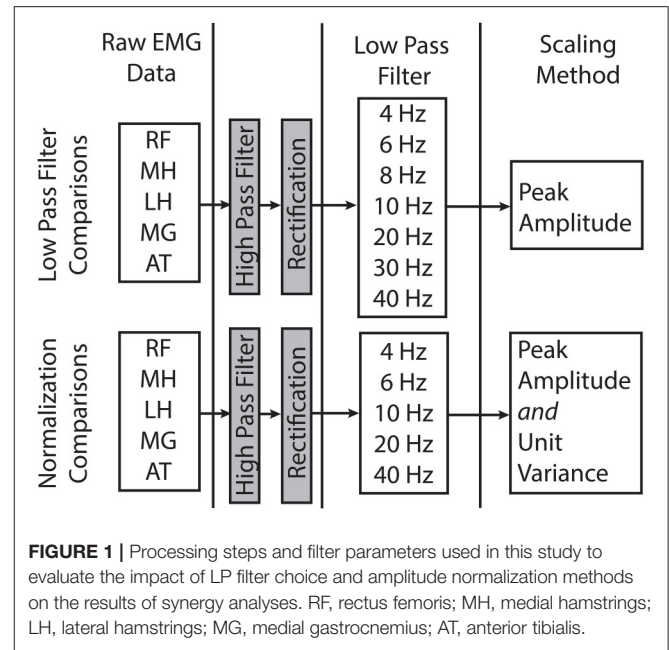 Raw EMG
Data
Low Pass
Filter
Scaling
Method
Low Pass Filter
Comparisons
RF
MH
LH
MG
AT
High Pass Filter
Rectification
4 Hz
6 Hz
8 Hz
10 Hz
20 Hz
30 Hz
40 Hz
Peak
Amplitude
Normalization
Comparisons
RF
MH
LH
MG
AT
High Pass Filter
Rectification
4 Hz
6 Hz
10 Hz
20 Hz
40 Hz
Peak
Amplitude
and
Unit
Variance
FIGURE 1 | Processing steps and filter parameters used in this study to
evaluate the impact of LP filter choice and amplitude normalization methods
on the results of synergy analyses. RF, rectus femoris; MH, medial hamstrings;
LH, lateral hamstrings; MG, medial gastrocnemius; AT, anterior tibialis.